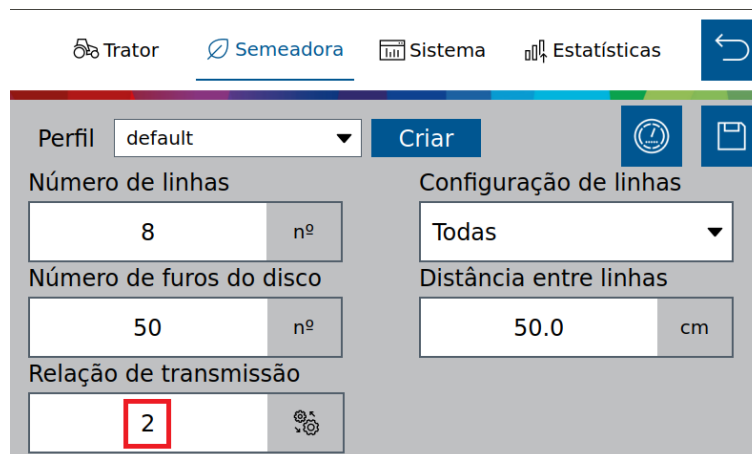 Trator Semeadora Sistema Estatísticas
Perfil default Criar
Número de linhas Configuração de linhas
8 nº Todas
Número de furos do disco Distância entre linhas
50 nº 50.0 cm
Relação de transmissão
2